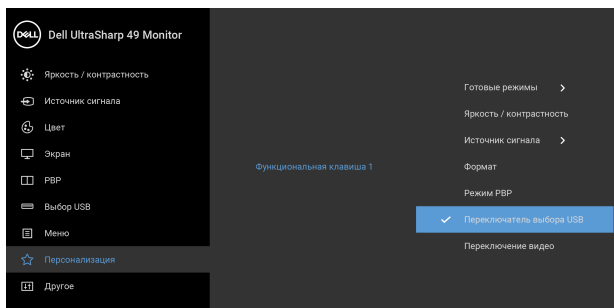 DELL Dell UltraSharp 49 Monitor
Яркость / контрастность
Источник сигнала
Цвет
Экран
PBP
Выбор USB
Меню
Персонализация
Другое
Функциональная клавиша 1
Готовые режимы
Яркость / контрастность
Источник сигнала
Формат
Режим PBP
Переключатель выбора USB
Переключение видео